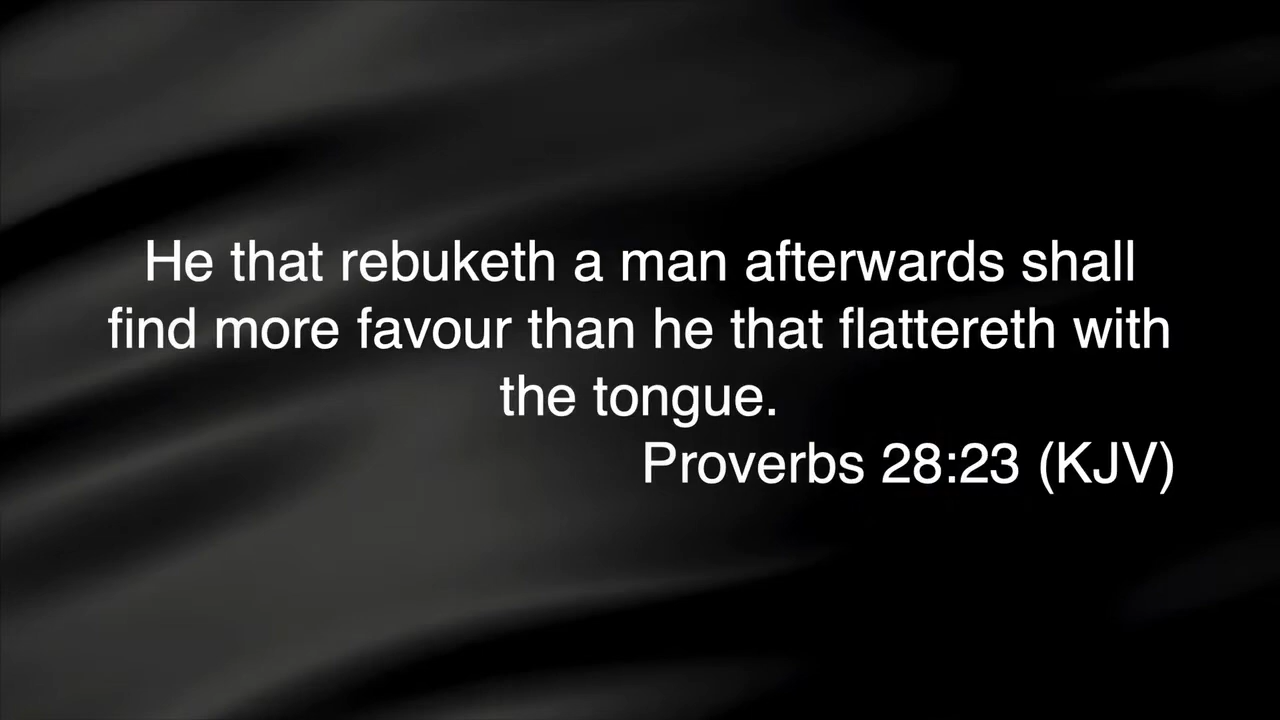 He that rebuketh a man afterwards shall
find more favour than he that flattereth with
the tongue.
Proverbs 28:23 (KJV)